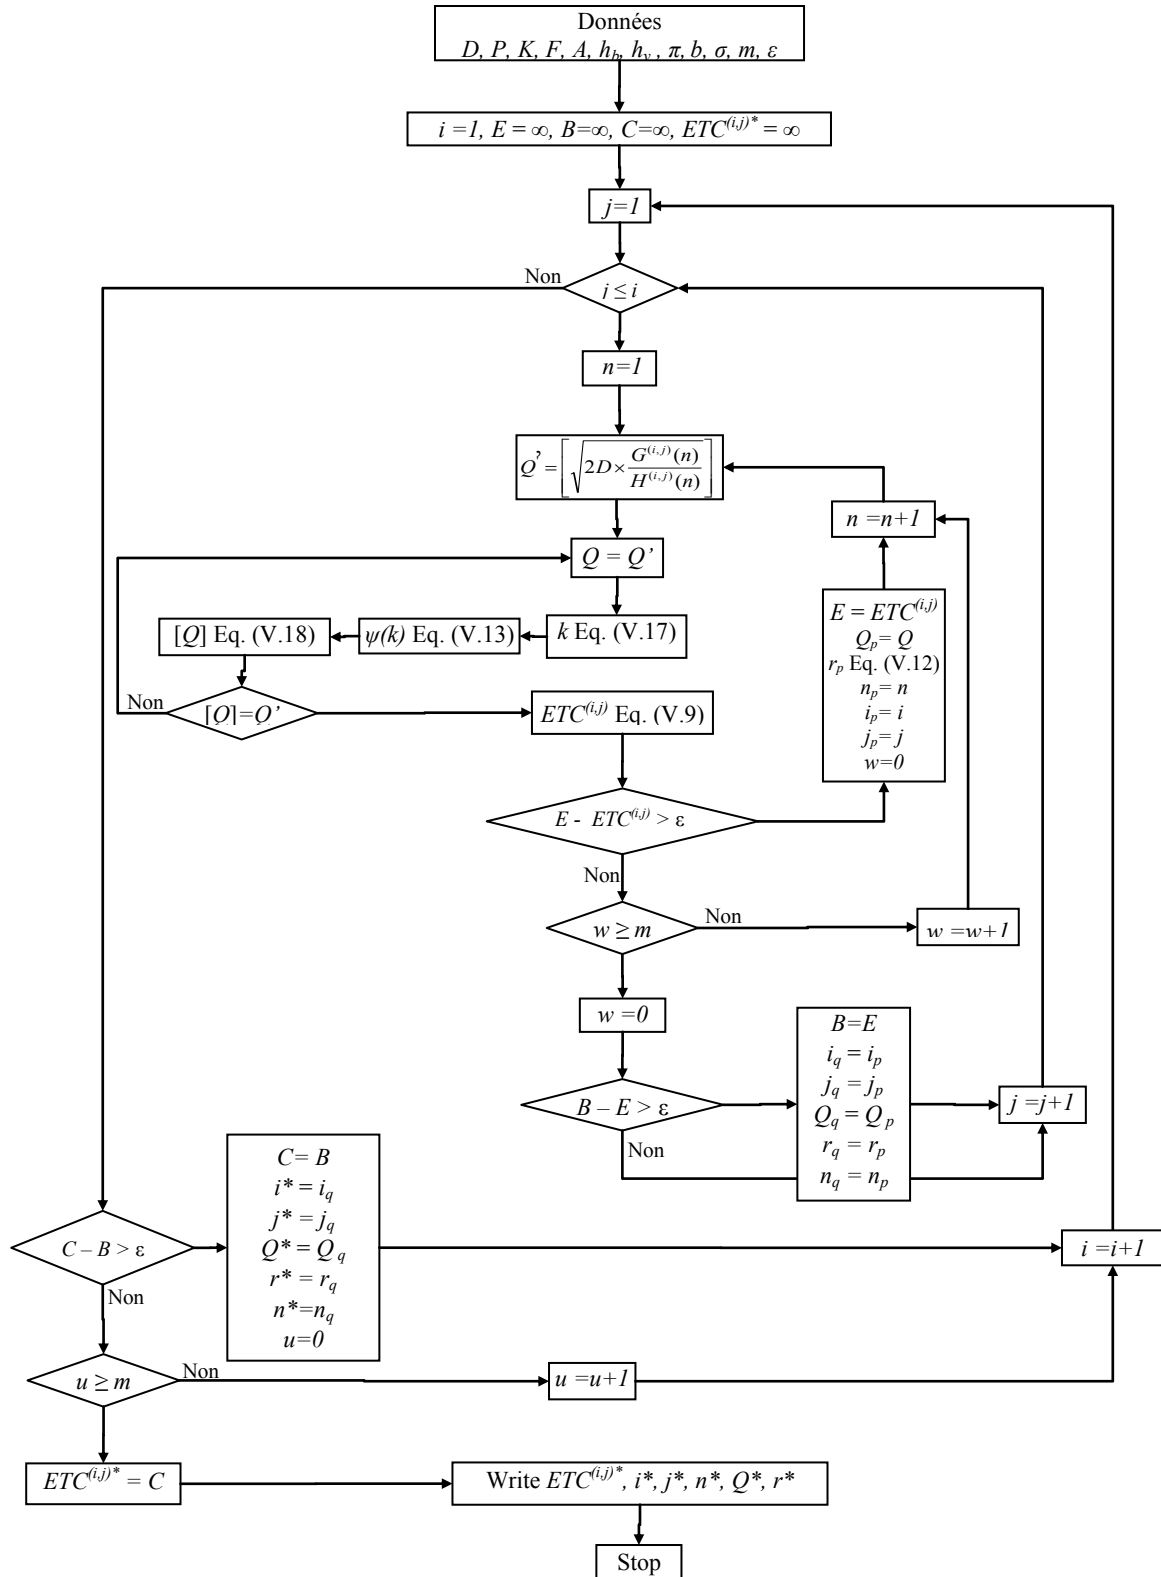 Données
D, P, K, F, A, h_b, h_v, π, b, σ, m, ε
i =1, E = ∞, B=∞, C=∞, ETC^(i,j)* = ∞
j=1
Non
j ≤ i
n=1
Q' = [√(2D × G^(i,j)(n) / H^(i,j)(n))]
n =n+1
Q = Q'
k Eq. (V.17)
ψ(k) Eq. (V.13)
[Q] Eq. (V.18)
Non
[Q]=Q'
ETC^(i,j) Eq. (V.9)
E = ETC^(i,j)
Q_p= Q
r_p Eq. (V.12)
n_p= n
i_p= i
j_p= j
w=0
E - ETC^(i,j) > ε
Non
w ≥ m
Non
w =w+1
w =0
B – E > ε
Non
B=E
i_q = i_p
j_q = j_p
Q_q = Q_p
r_q = r_p
n_q = n_p
j =j+1
C – B > ε
Non
C= B
i* = i_q
j* = j_q
Q* = Q_q
r* = r_q
n*=n_q
u=0
i =i+1
u ≥ m
Non
u =u+1
ETC^(i,j)* = C
Write ETC^(i,j)*, i*, j*, n*, Q*, r*
Stop